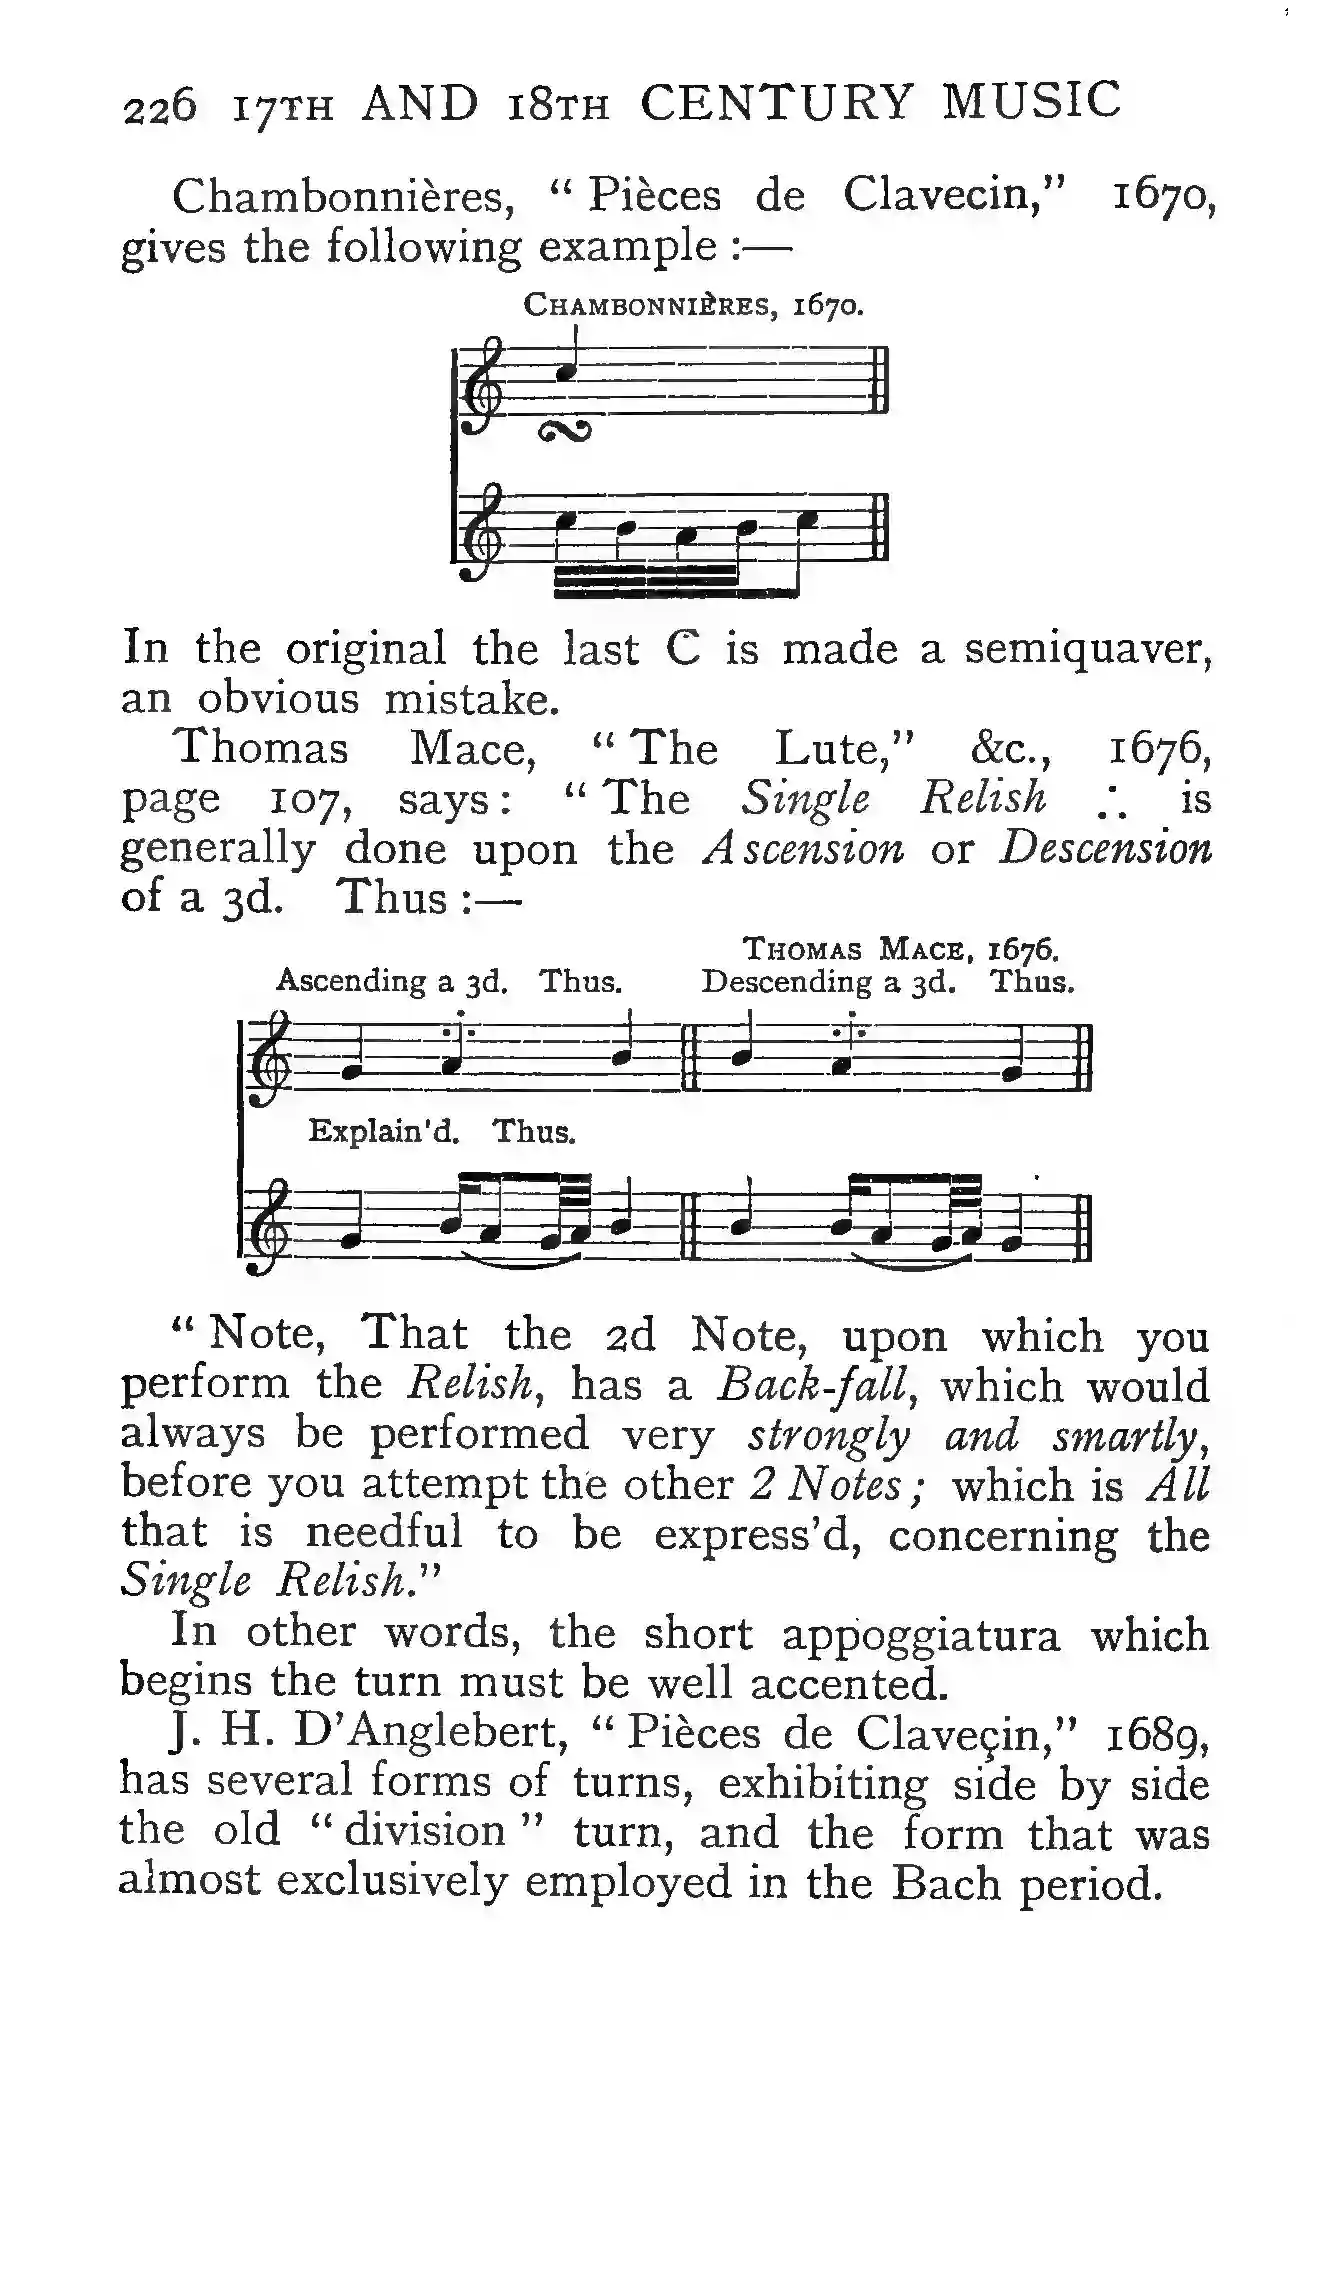 226 17TH AND 18TH CENTURY MUSIC
Chambonnières, “ Pièces de Clavecin,” 1670,
gives the following example :—
CHAMBONNIÈRES, 1670.
In the original the last C is made a semiquaver,
an obvious mistake.
Thomas Mace, “ The Lute,” &c., 1676,
page 107, says : “ The Single Relish ∴ is
generally done upon the Ascension or Descension
of a 3d. Thus :—
THOMAS MACE, 1676.
Ascending a 3d. Thus. Descending a 3d. Thus.
Explain'd. Thus.
“ Note, That the 2d Note, upon which you
perform the Relish, has a Back-fall, which would
always be performed very strongly and smartly,
before you attempt the other 2 Notes ; which is All
that is needful to be express’d, concerning the
Single Relish.”
In other words, the short appoggiatura which
begins the turn must be well accented.
J. H. D’Anglebert, “ Pièces de Claveçin,” 1689,
has several forms of turns, exhibiting side by side
the old “ division ” turn, and the form that was
almost exclusively employed in the Bach period.